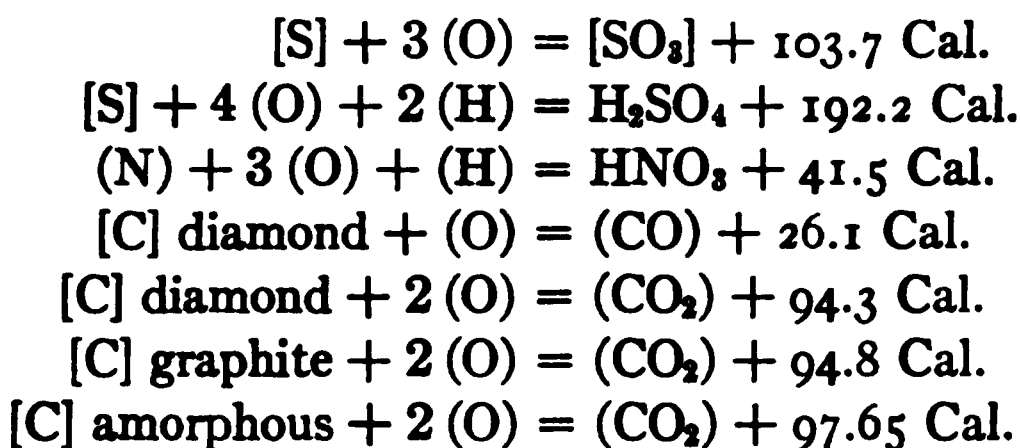 [S] + 3 (O) = [SO₃] + 103.7 Cal.
[S] + 4 (O) + 2 (H) = H₂SO₄ + 192.2 Cal.
(N) + 3 (O) + (H) = HNO₃ + 41.5 Cal.
[C] diamond + (O) = (CO) + 26.1 Cal.
[C] diamond + 2 (O) = (CO₂) + 94.3 Cal.
[C] graphite + 2 (O) = (CO₂) + 94.8 Cal.
[C] amorphous + 2 (O) = (CO₂) + 97.65 Cal.